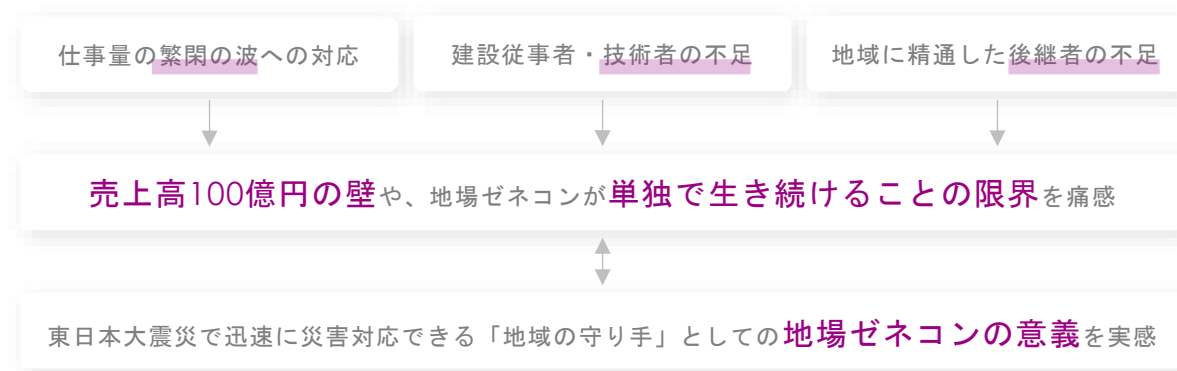 仕事量の繁閑の波への対応
建設従事者・技術者の不足
地域に精通した後継者の不足
売上高100億円の壁や、地場ゼネコンが単独で生き続けることの限界を痛感
東日本大震災で迅速に災害対応できる「地域の守り手」としての地場ゼネコンの意義を実感